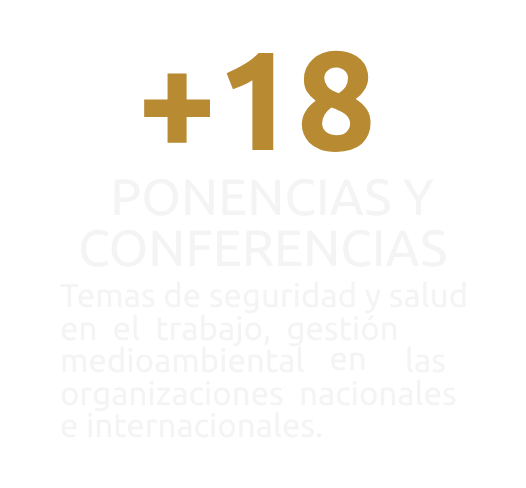 +18
PONENCIAS Y
CONFERENCIAS
Temas de seguridad y salud
en el trabajo, gestión
medioambiental en las
organizaciones nacionales
e internacionales.